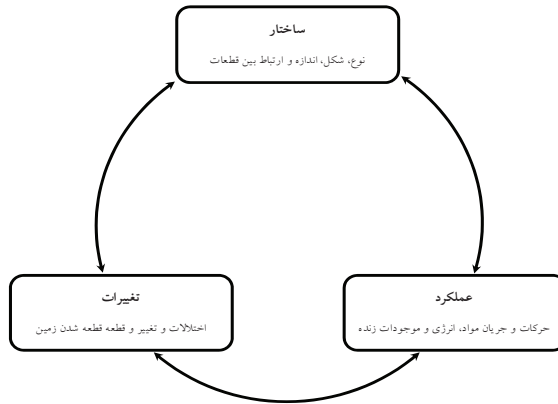 ساختار
نوع، شکل، اندازه و ارتباط بین قطعات
عملکرد
حرکات و جریان مواد، انرژی و موجودات زنده
تغییرات
اختلالات و تغییر و قطعه قطعه شدن زمین